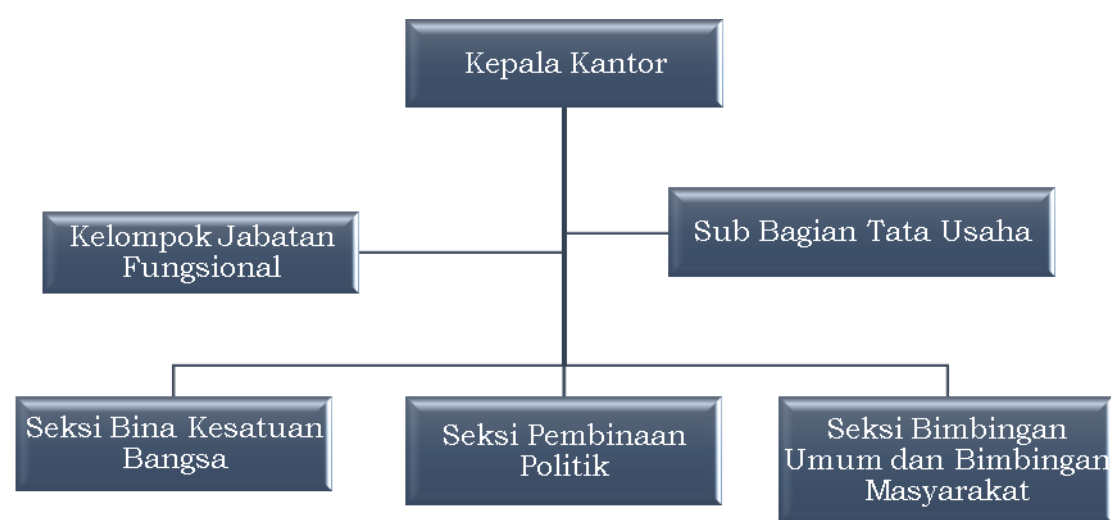 Kepala Kantor
Kelompok Jabatan
Fungsional
Sub Bagian Tata Usaha
Seksi Bina Kesatuan
Bangsa
Seksi Pembinaan
Politik
Seksi Bimbingan
Umum dan Bimbingan
Masyarakat